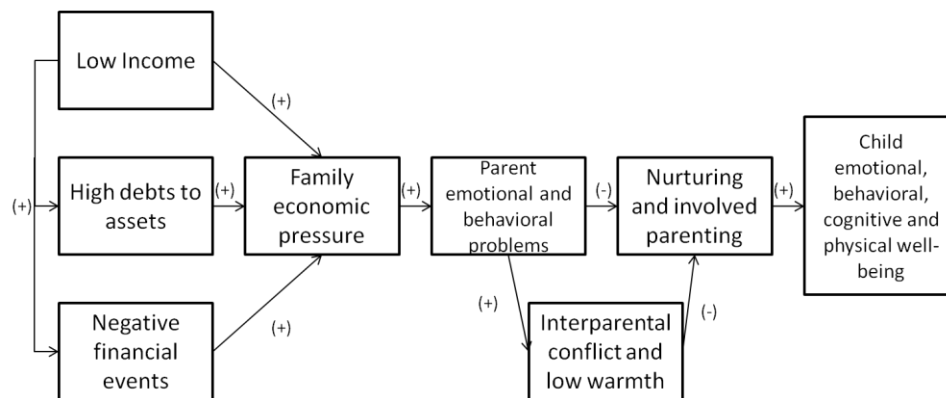 Low Income
(+)
High debts to
assets
(+)
(+)
Family
economic
pressure
(+)
Parent
emotional and
behavioral
problems
(-)
Nurturing
and involved
parenting
(+)
Child
emotional,
behavioral,
cognitive and
physical well-
being
Negative
financial
events
(+)
(+)
Interparental
conflict and
low warmth
(-)